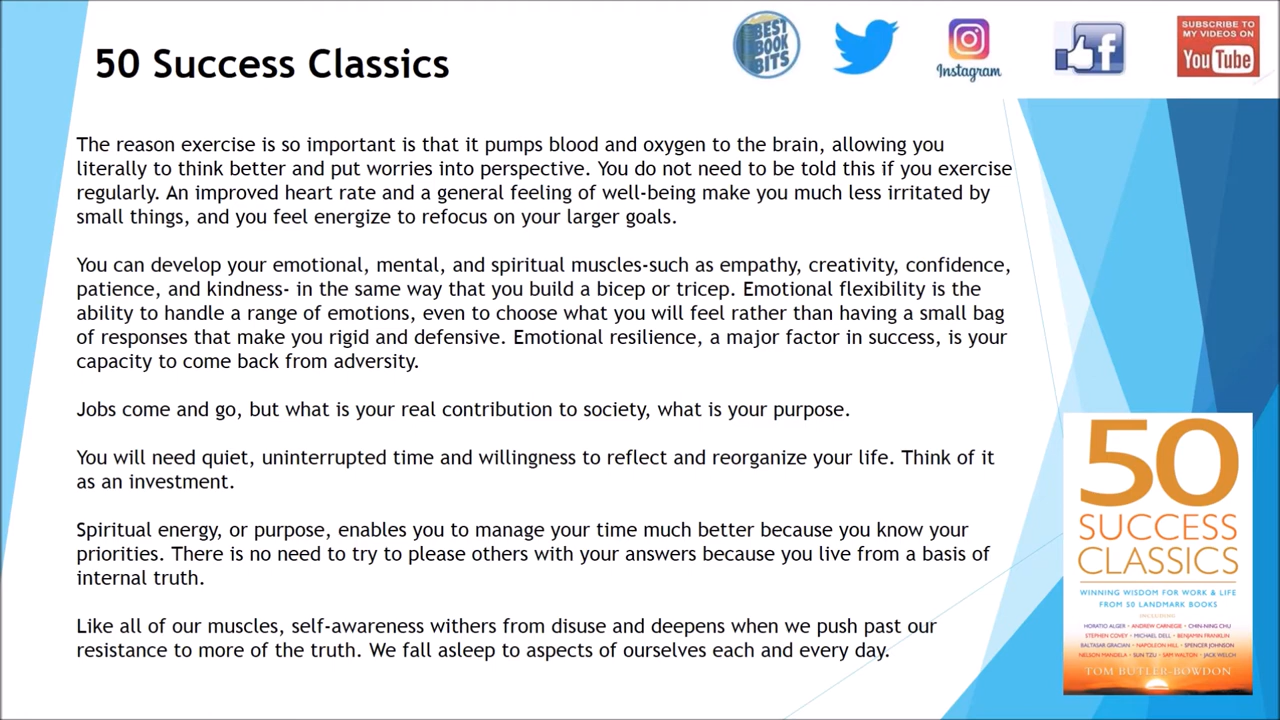 50 Success Classics
BEST
BOOK
BITS
Instagram
f
SUBSCRIBE TO
MY VIDEOS ON
YouTube
The reason exercise is so important is that it pumps blood and oxygen to the brain, allowing you
literally to think better and put worries into perspective. You do not need to be told this if you exercise
regularly. An improved heart rate and a general feeling of well-being make you much less irritated by
small things, and you feel energize to refocus on your larger goals.
You can develop your emotional, mental, and spiritual muscles-such as empathy, creativity, confidence,
patience, and kindness- in the same way that you build a bicep or tricep. Emotional flexibility is the
ability to handle a range of emotions, even to choose what you will feel rather than having a small bag
of responses that make you rigid and defensive. Emotional resilience, a major factor in success, is your
capacity to come back from adversity.
Jobs come and go, but what is your real contribution to society, what is your purpose.
You will need quiet, uninterrupted time and willingness to reflect and reorganize your life. Think of it
as an investment.
Spiritual energy, or purpose, enables you to manage your time much better because you know your
priorities. There is no need to try to please others with your answers because you live from a basis of
internal truth.
Like all of our muscles, self-awareness withers from disuse and deepens when we push past our
resistance to more of the truth. We fall asleep to aspects of ourselves each and every day.
50
SUCCESS
CLASSICS
WINNING WISDOM FOR WORK & LIFE
FROM 50 LANDMARK BOOKS
HORATIO ALGER • ANDREW CARNEGIE • CHIN-NING CHU
STEPHEN COVEY • MICHAEL DELL • BENJAMIN FRANKLIN
BALTASAR GRACIAN • NAPOLEON HILL • SPENCER JOHNSON
NELSON MANDELA • SUN TZU • SAM WALTON • JACK WELCH
TOM BUTLER-BOWDON